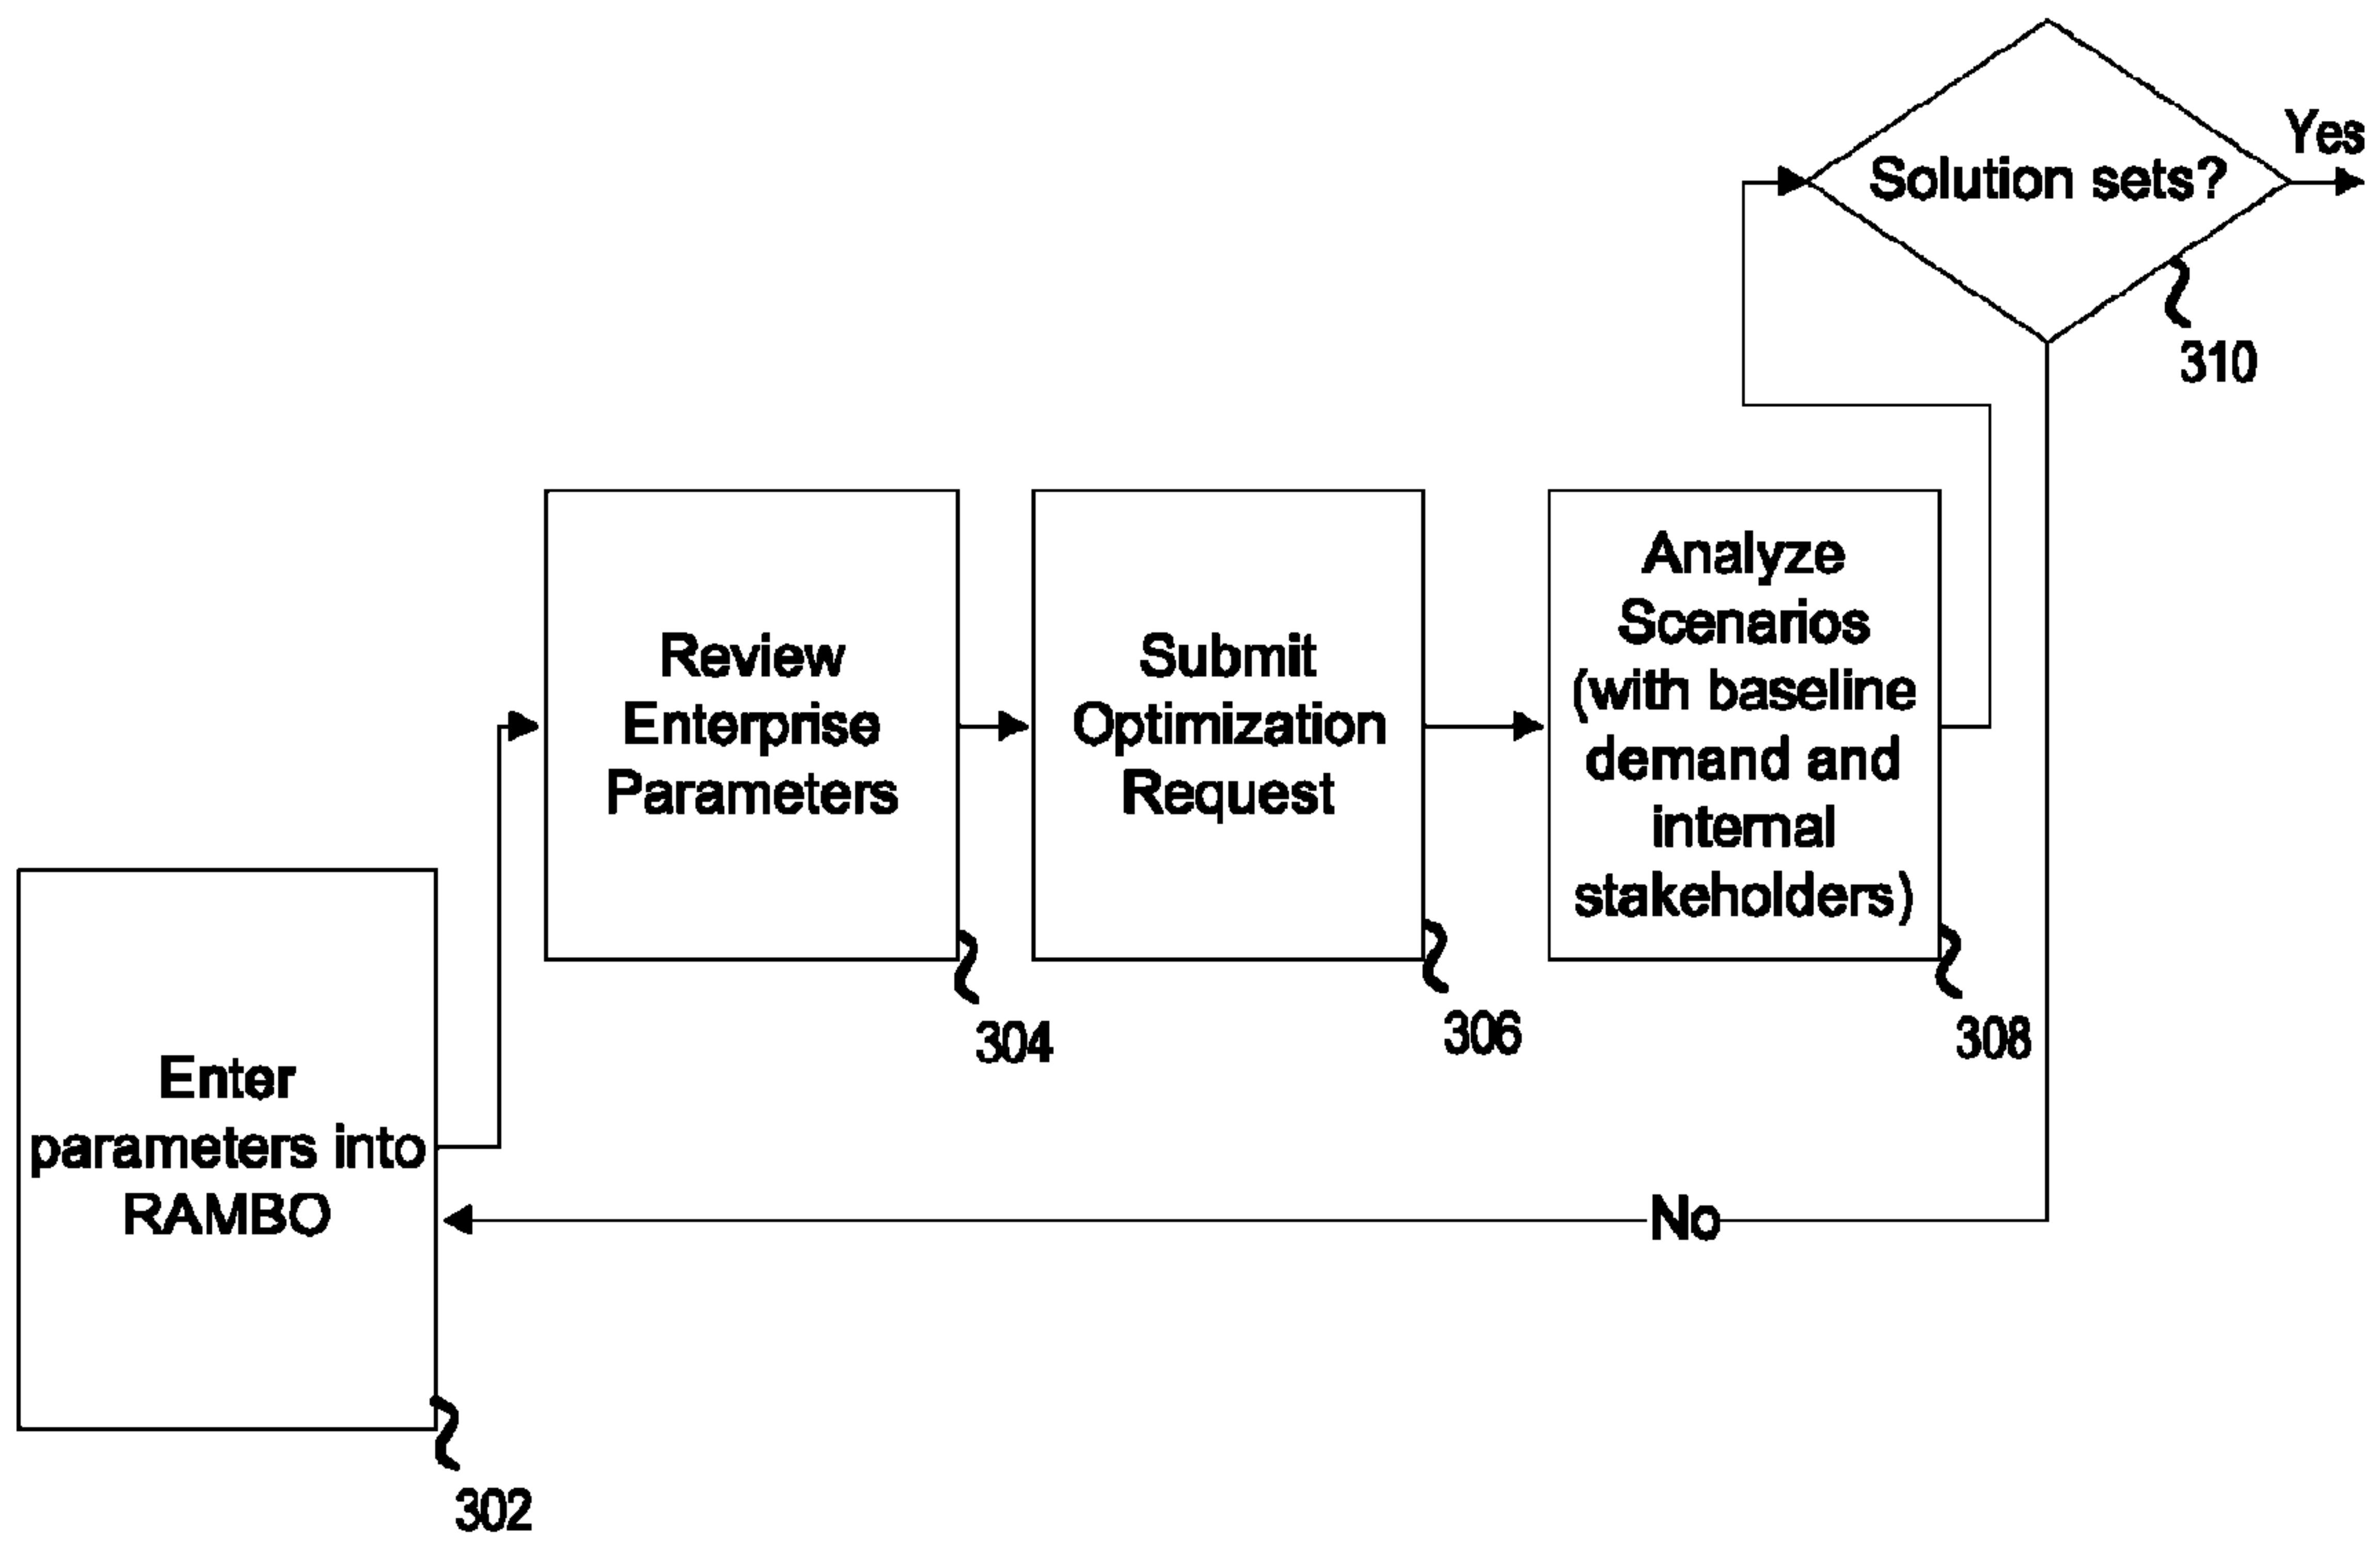 Solution sets?
Yes
310
Review
Enterprise
Parameters
304
Submit
Optimization
Request
306
Analyze
Scenarios
(with baseline
demand and
internal
stakeholders)
308
Enter
parameters into
RAMBO
302
No